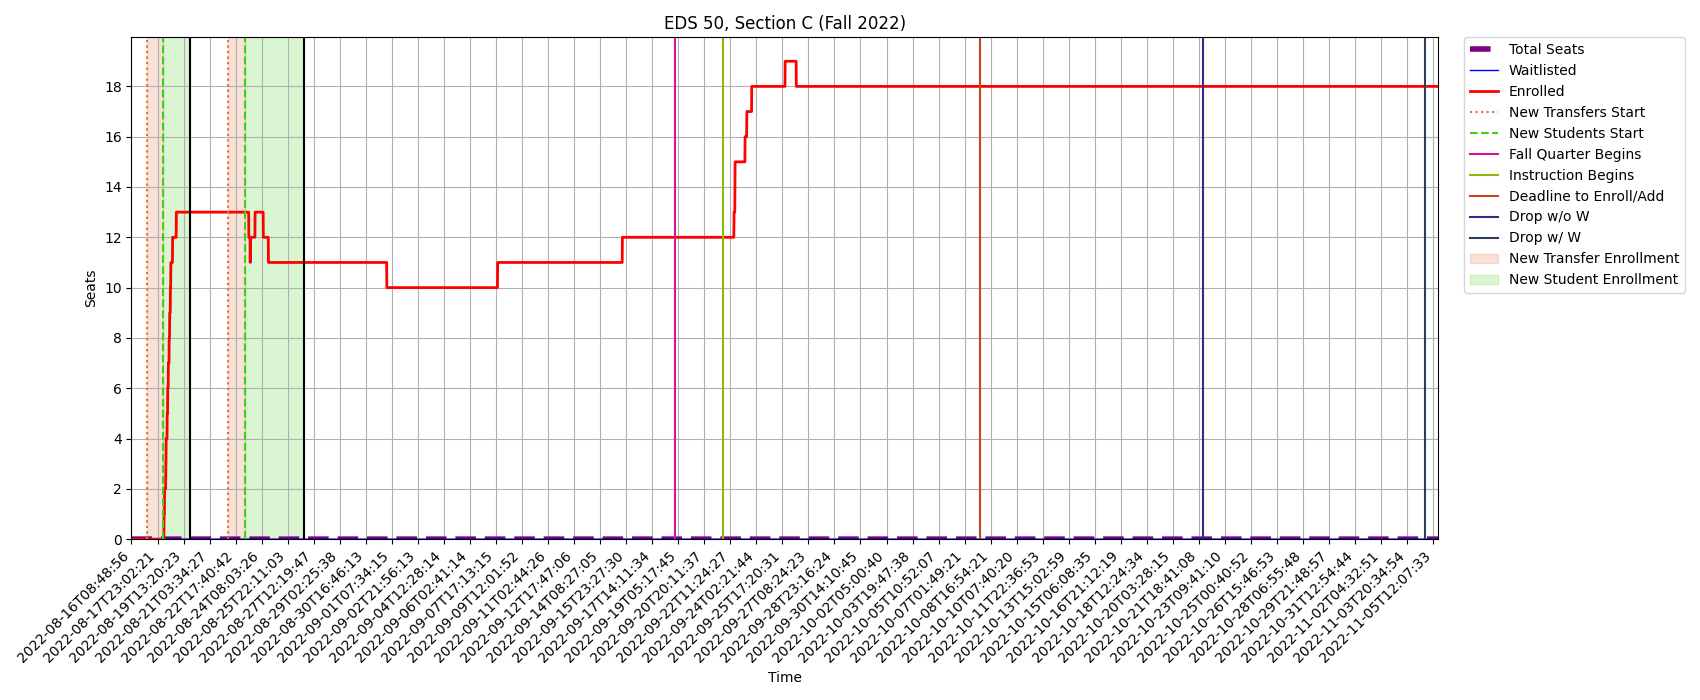 EDS 50, Section C (Fall 2022)
Seats
18
16
14
12
10
8
6
4
2
0
2022-08-16T08:48:56
2022-08-17T23:02:21
2022-08-19T13:20:23
2022-08-21T03:34:27
2022-08-22T17:40:42
2022-08-24T08:03:26
2022-08-25T22:11:03
2022-08-27T12:19:47
2022-08-29T02:25:38
2022-08-30T16:46:13
2022-09-01T07:34:15
2022-09-02T21:56:13
2022-09-04T12:28:14
2022-09-06T02:41:14
2022-09-07T17:13:15
2022-09-09T12:01:52
2022-09-11T02:44:26
2022-09-12T17:47:06
2022-09-14T08:27:05
2022-09-15T23:27:30
2022-09-17T14:11:34
2022-09-19T05:17:45
2022-09-20T20:11:37
2022-09-22T11:24:27
2022-09-24T02:21:44
2022-09-25T17:20:31
2022-09-27T08:24:23
2022-09-28T23:16:24
2022-09-30T14:10:45
2022-10-02T05:00:40
2022-10-03T19:47:38
2022-10-05T10:52:07
2022-10-07T01:49:21
2022-10-08T16:54:21
2022-10-10T07:40:20
2022-10-11T22:36:53
2022-10-13T15:02:59
2022-10-15T06:08:35
2022-10-16T21:12:19
2022-10-18T12:24:34
2022-10-20T03:28:15
2022-10-21T18:41:08
2022-10-23T09:41:10
2022-10-25T00:40:52
2022-10-26T15:46:53
2022-10-28T06:55:48
2022-10-29T21:48:57
2022-10-31T12:54:44
2022-11-02T04:32:51
2022-11-03T20:34:54
2022-11-05T12:07:33
Time
Total Seats
Waitlisted
Enrolled
New Transfers Start
New Students Start
Fall Quarter Begins
Instruction Begins
Deadline to Enroll/Add
Drop w/o W
Drop w/ W
New Transfer Enrollment
New Student Enrollment